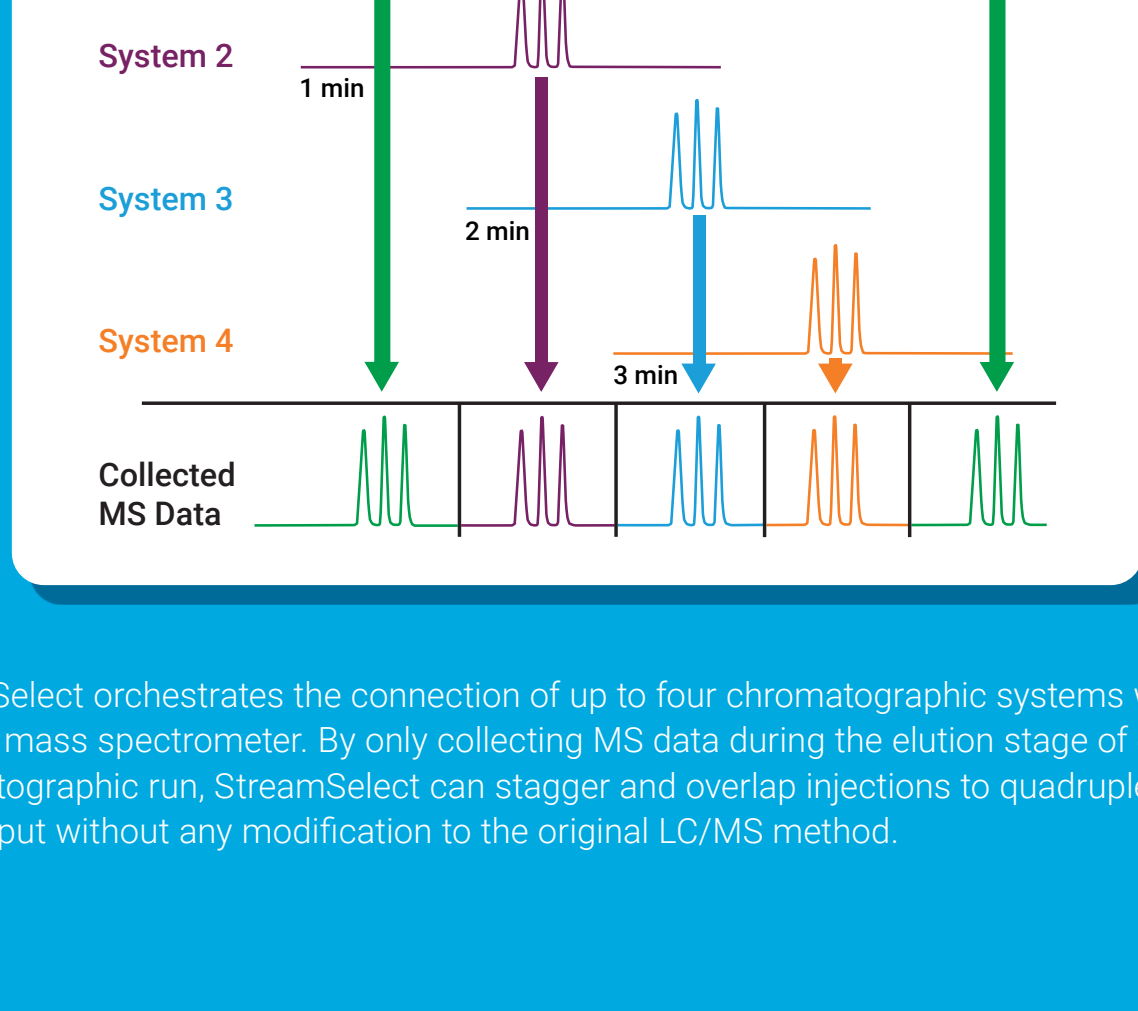 System 2
1 min
System 3
2 min
System 4
3 min
Collected
MS Data
Select orchestrates the connection of up to four chromatographic systems
mass spectrometer. By only collecting MS data during the elution stage of
tographic run, StreamSelect can stagger and overlap injections to quadruple
put without any modification to the original LC/MS method.